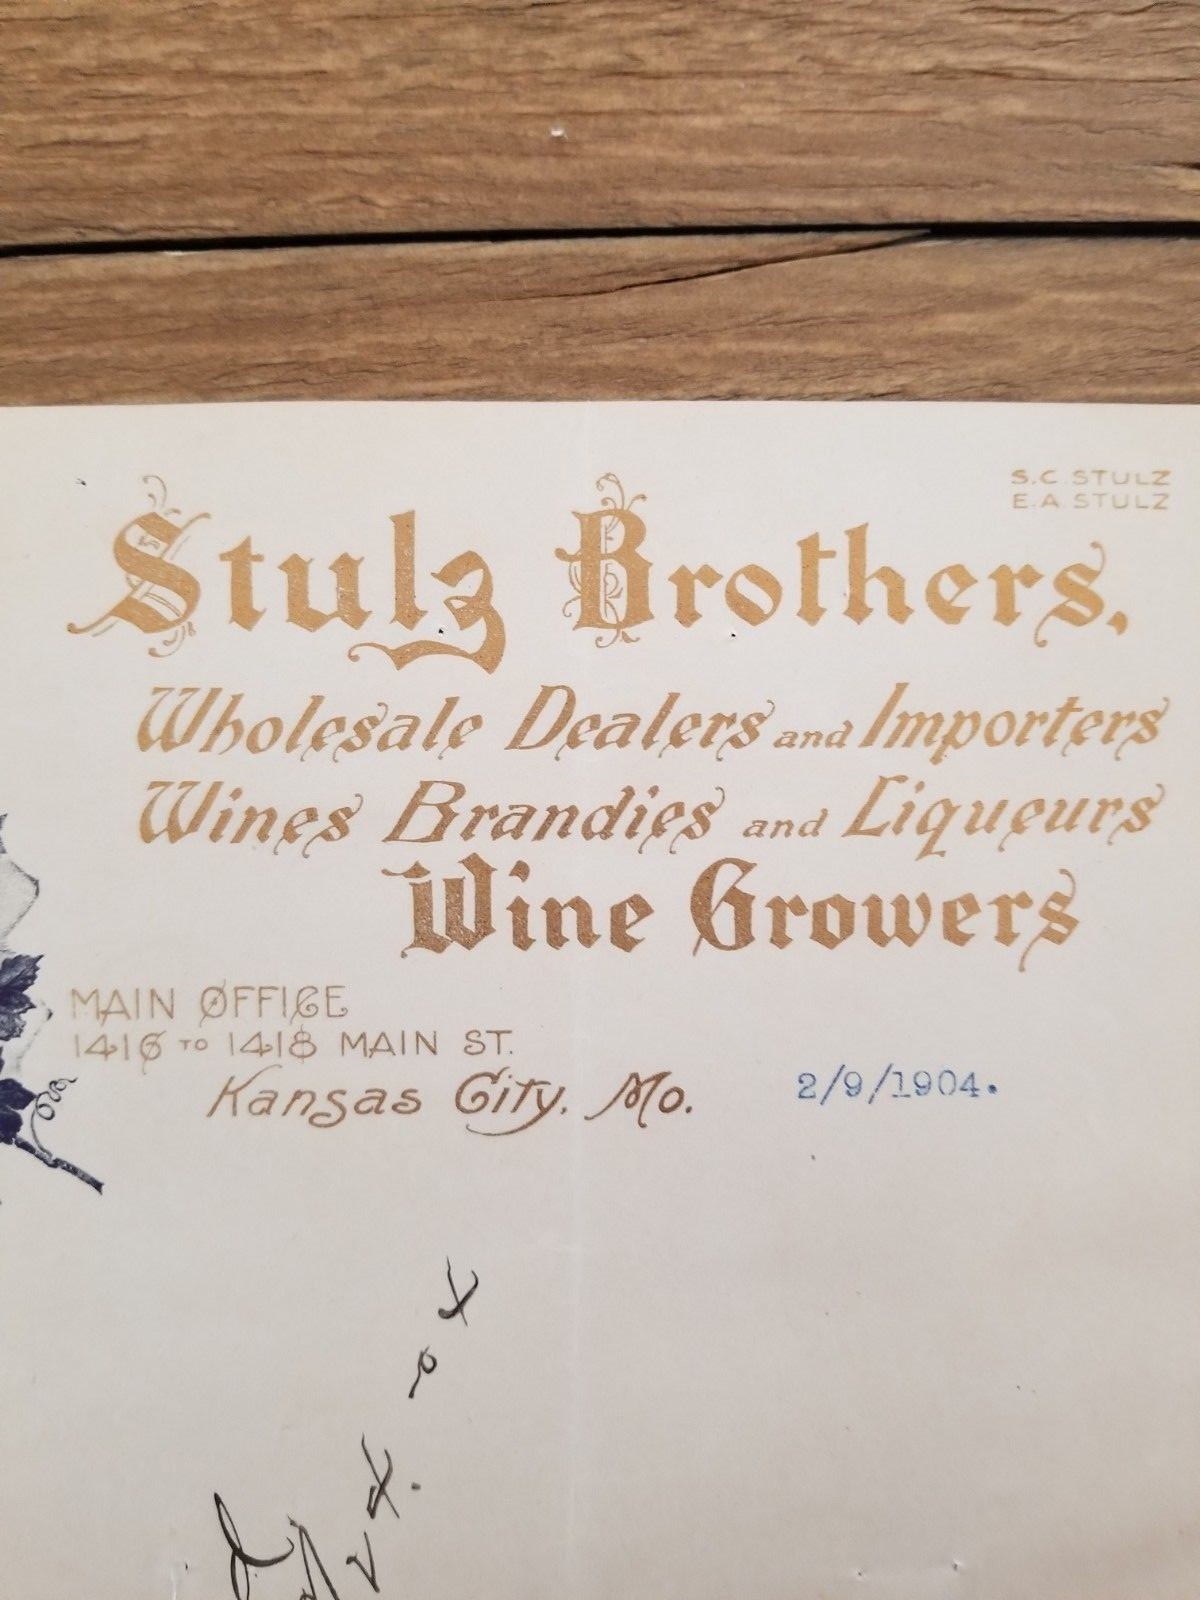 S.C. STULZ
E.A. STULZ
Stulz Brothers,
Wholesale Dealers and Importers
Wines Brandies and Liqueurs
Wine Growers
MAIN OFFICE
1416 TO 1418 MAIN ST.
Kansas City, Mo. 2/9/1904.